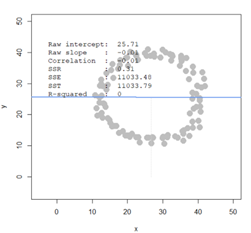 50
40
30
20
10
0
y
Raw intercept: 25.71
Raw slope : -0.01
Correlation : -0.01
SSR : 0.31
SSE : 11033.48
SST : 11033.79
R-squared : 0
0 10 20 30 40 50
x